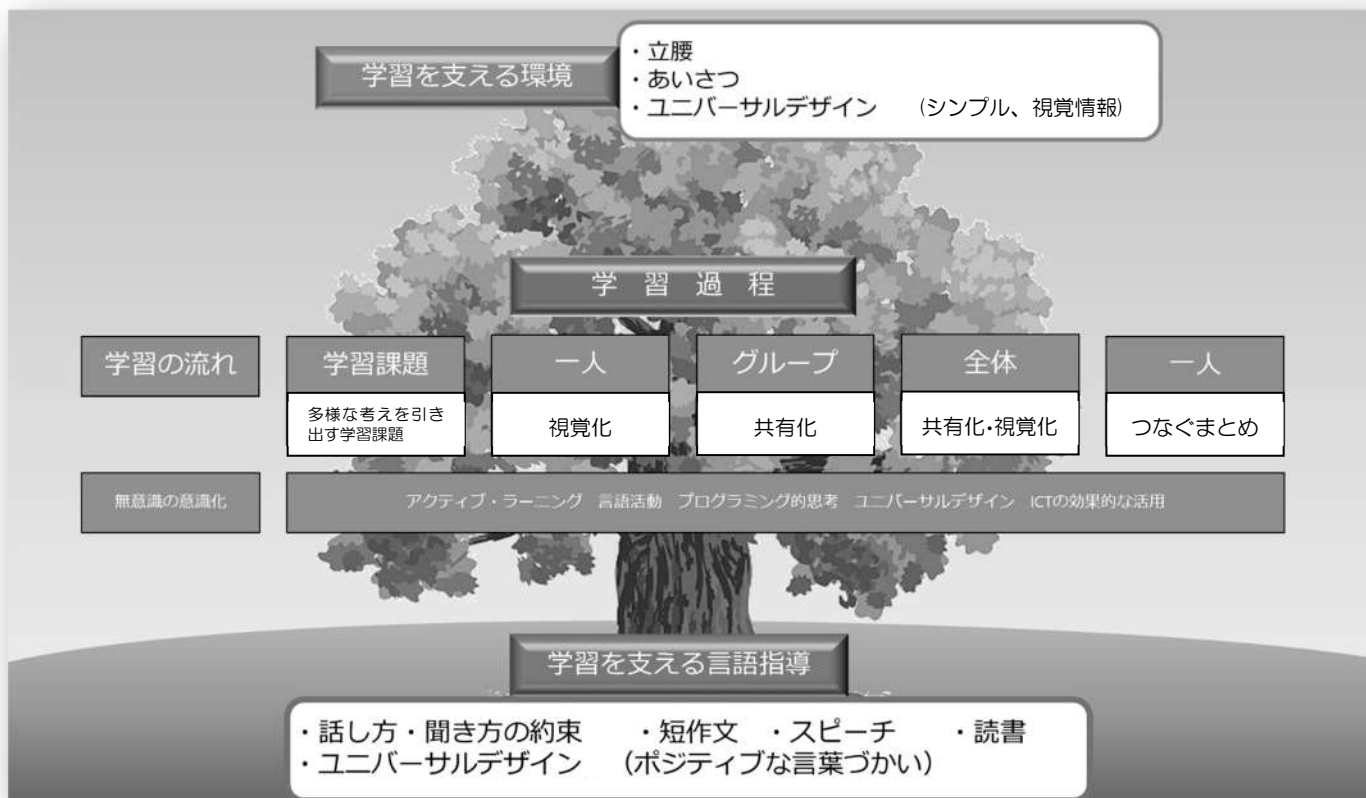 学習を支える環境
・立腰
・あいさつ
・ユニバーサルデザイン　(シンプル、視覚情報)
学 習 過 程
学習の流れ
学習課題
一人
グループ
全体
一人
多様な考えを引き
出す学習課題
視覚化
共有化
共有化・視覚化
つなぐまとめ
無意識の意識化
アクティブ・ラーニング　言語活動　プログラミング的思考　ユニバーサルデザイン　ICTの効果的な活用
学習を支える言語指導
・話し方・聞き方の約束　・短作文　・スピーチ　・読書
・ユニバーサルデザイン　（ポジティブな言葉づかい）